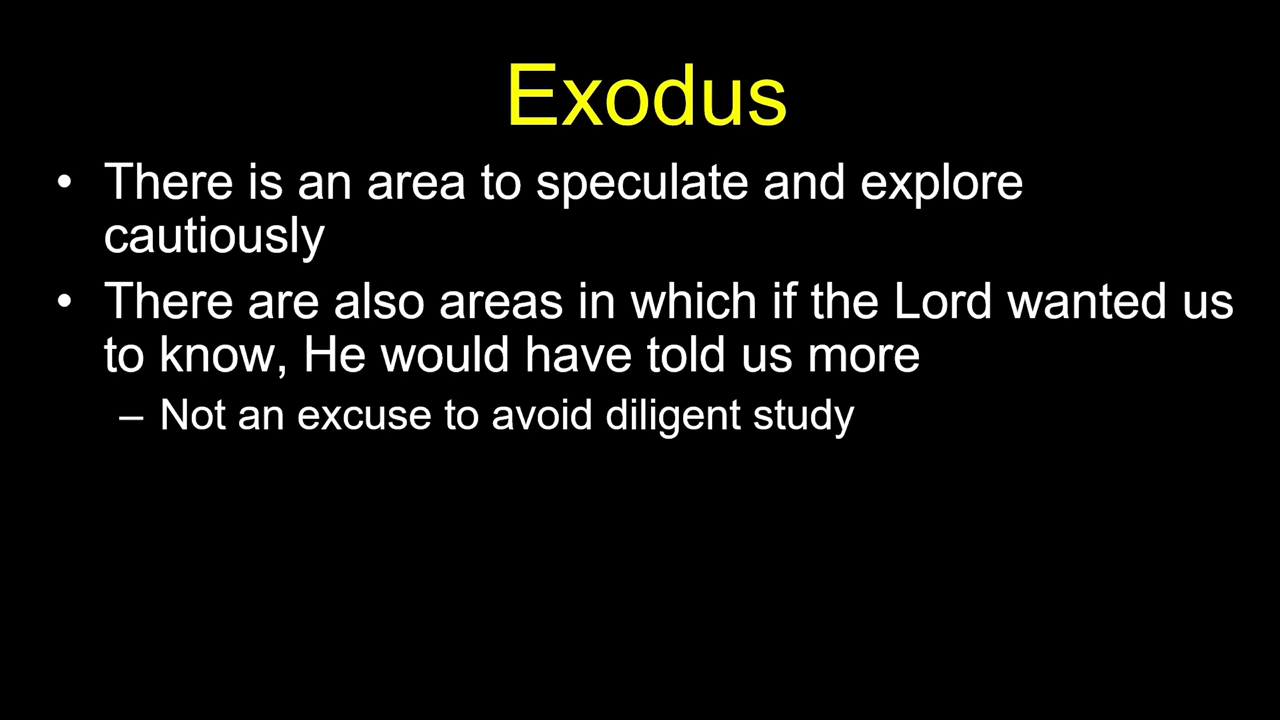 Exodus
• There is an area to speculate and explore
cautiously
• There are also areas in which if the Lord wanted us
to know, He would have told us more
– Not an excuse to avoid diligent study